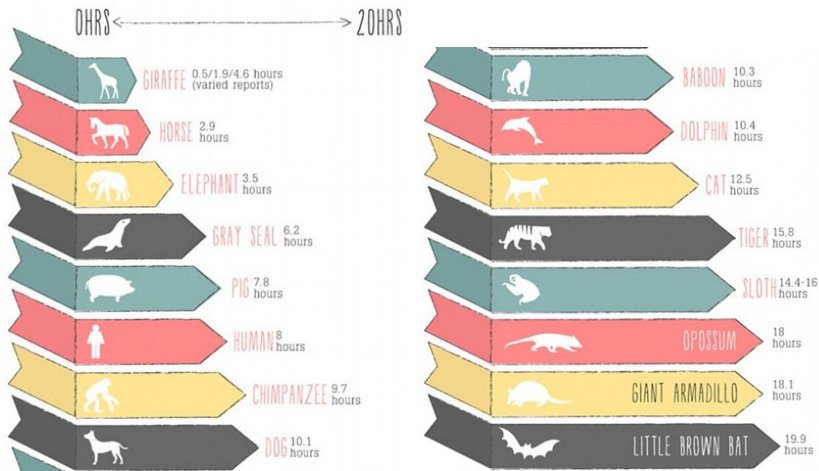 0HRS 20HRS
GIRAFFE 0.5/1.9/4.6 hours
(varied reports)
HORSE 2.9
hours
ELEPHANT 3.5
hours
GRAY SEAL 6.2
hours
PIG 7.8
hours
HUMAN 8
hours
CHIMPANZEE 9.7
hours
DOG 10.1
hours
BABOON 10.3
hours
DOLPHIN 10.4
hours
CAT 12.5
hours
TIGER 15.8
hours
SLOTH 14.4-16
hours
OPOSSUM 18
hours
GIANT ARMADILLO 18.1
hours
LITTLE BROWN BAT 19.9
hours